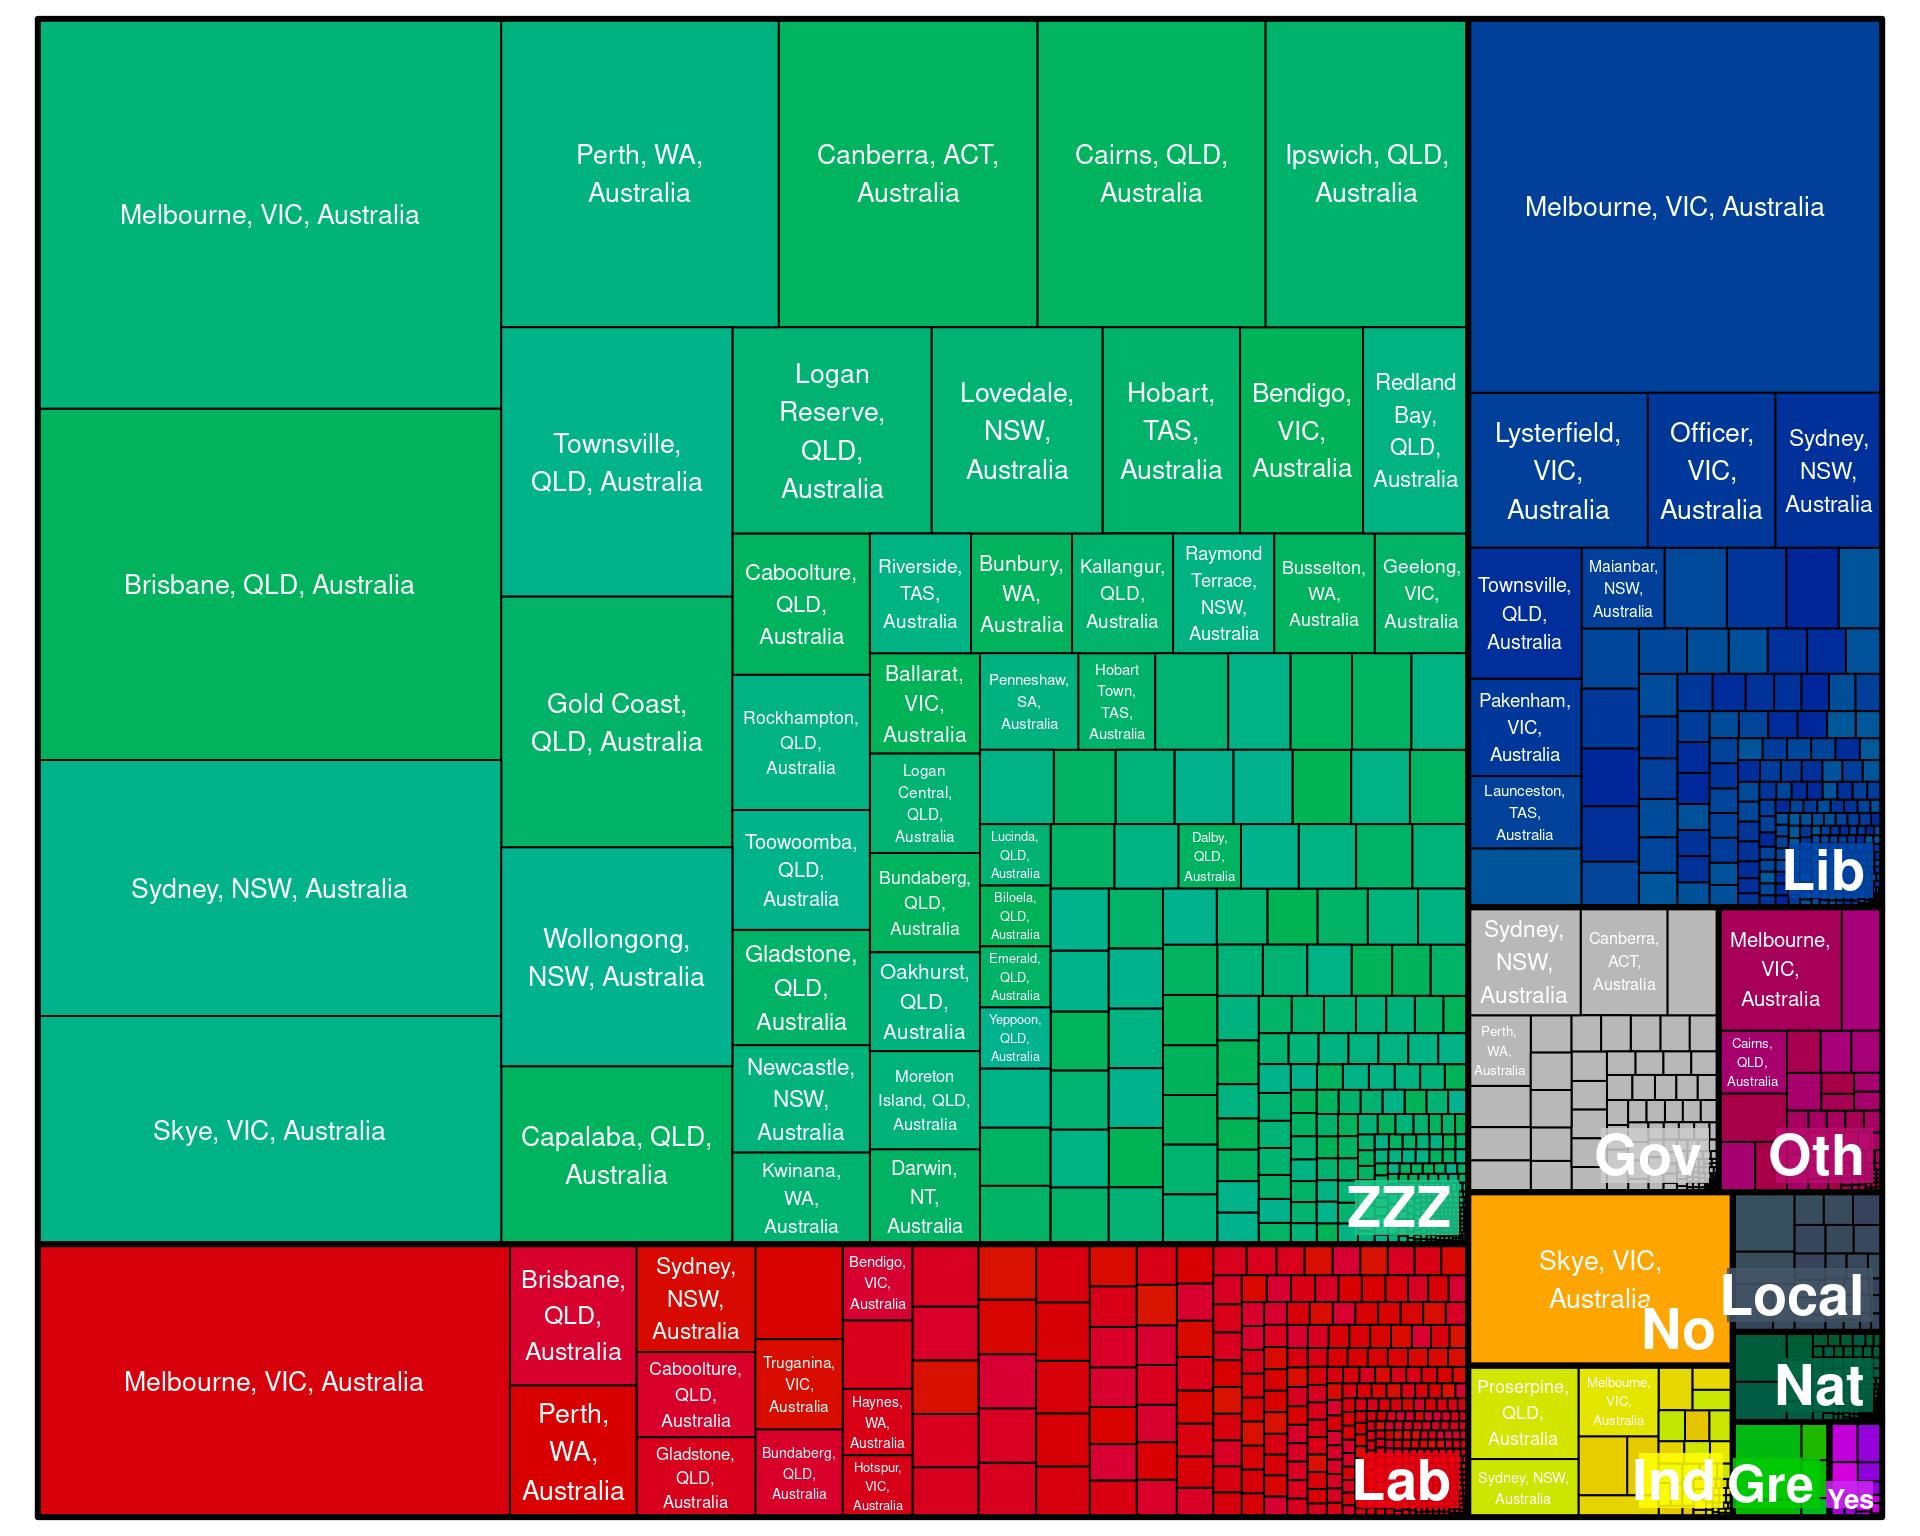 Melbourne, VIC, Australia
Brisbane, QLD, Australia
Sydney, NSW, Australia
Skye, VIC, Australia
Perth, WA,
Australia
Canberra, ACT,
Australia
Cairns, QLD,
Australia
Ipswich, QLD,
Australia
Townsville,
QLD, Australia
Gold Coast,
QLD, Australia
Wollongong,
NSW, Australia
Capalaba, QLD,
Australia
Logan
Reserve,
QLD,
Australia
Lovedale,
NSW,
Australia
Hobart,
TAS,
Australia
Bendigo,
VIC,
Australia
Redland
Bay,
QLD,
Australia
Caboolture,
QLD,
Australia
Rockhampton,
QLD,
Australia
Toowoomba,
QLD,
Australia
Gladstone,
QLD,
Australia
Newcastle,
NSW,
Australia
Kwinana,
WA,
Australia
Riverside,
TAS,
Australia
Bunbury,
WA,
Australia
Kallangur,
QLD,
Australia
Raymond
Terrace,
NSW,
Australia
Busselton,
WA,
Australia
Geelong,
VIC,
Australia
Ballarat,
VIC,
Australia
Logan
Central,
QLD,
Australia
Bundaberg,
QLD,
Australia
Oakhurst,
QLD,
Australia
Moreton
Island, QLD,
Australia
Darwin,
NT,
Australia
Penneshaw,
SA,
Australia
Hobart
Town,
TAS,
Australia
Lucinda,
QLD,
Australia
Dalby,
QLD,
Australia
Biloela,
QLD,
Australia
Emerald,
QLD,
Australia
Yeppoon,
QLD,
Australia
ZZZ
Melbourne, VIC, Australia
Brisbane,
QLD,
Australia
Perth,
WA,
Australia
Sydney,
NSW,
Australia
Caboolture,
QLD,
Australia
Gladstone,
QLD,
Australia
Truganina,
VIC,
Australia
Bundaberg,
QLD,
Australia
Bendigo,
VIC,
Australia
Haynes,
WA,
Australia
Hotspur,
VIC,
Australia
Lab
Melbourne, VIC, Australia
Lysterfield,
VIC,
Australia
Officer,
VIC,
Australia
Sydney,
NSW,
Australia
Townsville,
QLD,
Australia
Maianbar,
NSW,
Australia
Pakenham,
VIC,
Australia
Launceston,
TAS,
Australia
Lib
Sydney,
NSW,
Australia
Canberra,
ACT,
Australia
Perth,
WA,
Australia
Gov
Melbourne,
VIC,
Australia
Cairns,
QLD,
Australia
Oth
Skye, VIC,
Australia
No
Local
Nat
Proserpine,
QLD,
Australia
Melbourne,
VIC,
Australia
Sydney, NSW,
Australia
Ind
Gre
Yes